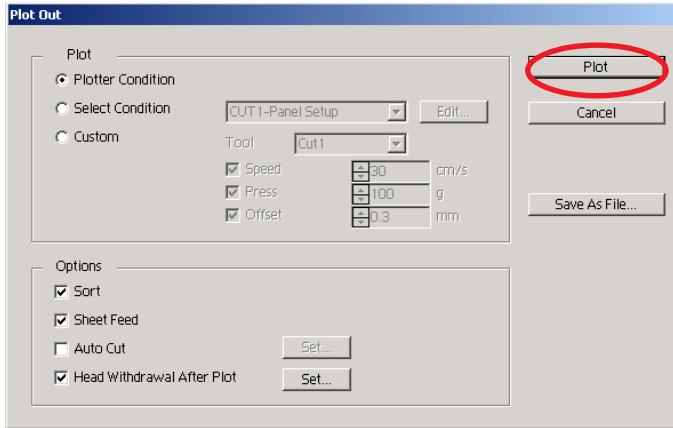 Plot Out
Plot
Plotter Condition
Select Condition
CUT1-Panel Setup
Edit...
Custom
Tool
Cut1
Speed
30
cm/s
Press
100
g
Offset
0.3
mm
Plot
Cancel
Save As File...
Options
Sort
Sheet Feed
Auto Cut
Set...
Head Withdrawal After Plot
Set...